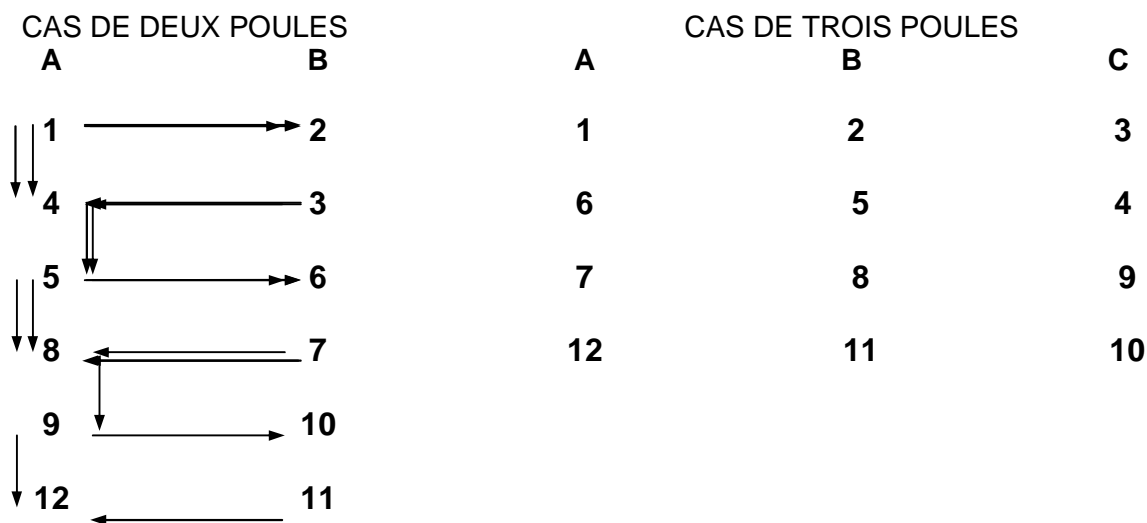 CAS DE DEUX POULES CAS DE TROIS POULES
A B A B C
1 2 1 2 3
4 3 6 5 4
5 6 7 8 9
8 7 12 11 10
9 10
12 11